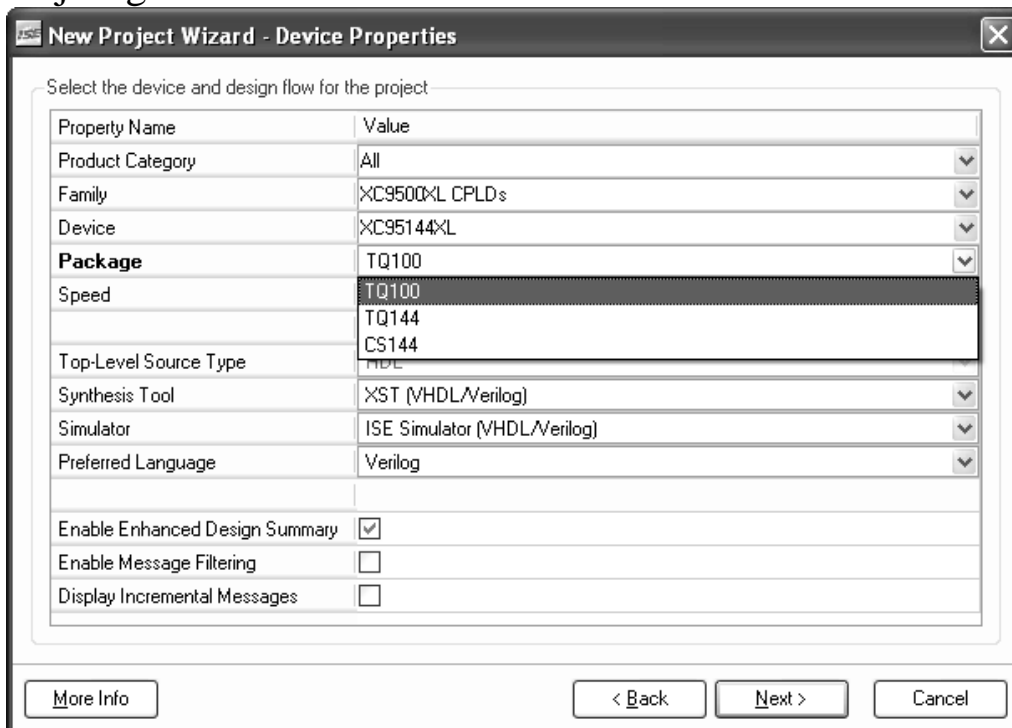 ISE New Project Wizard - Device Properties
Select the device and design flow for the project
Property Name Value
Product Category All
Family XC9500XL CPLDs
Device XC95144XL
Package TQ100
Speed TQ100
TQ144
CS144
Top-Level Source Type HDL
Synthesis Tool XST (VHDL/Verilog)
Simulator ISE Simulator (VHDL/Verilog)
Preferred Language Verilog
Enable Enhanced Design Summary
Enable Message Filtering
Display Incremental Messages
More Info < Back Next > Cancel